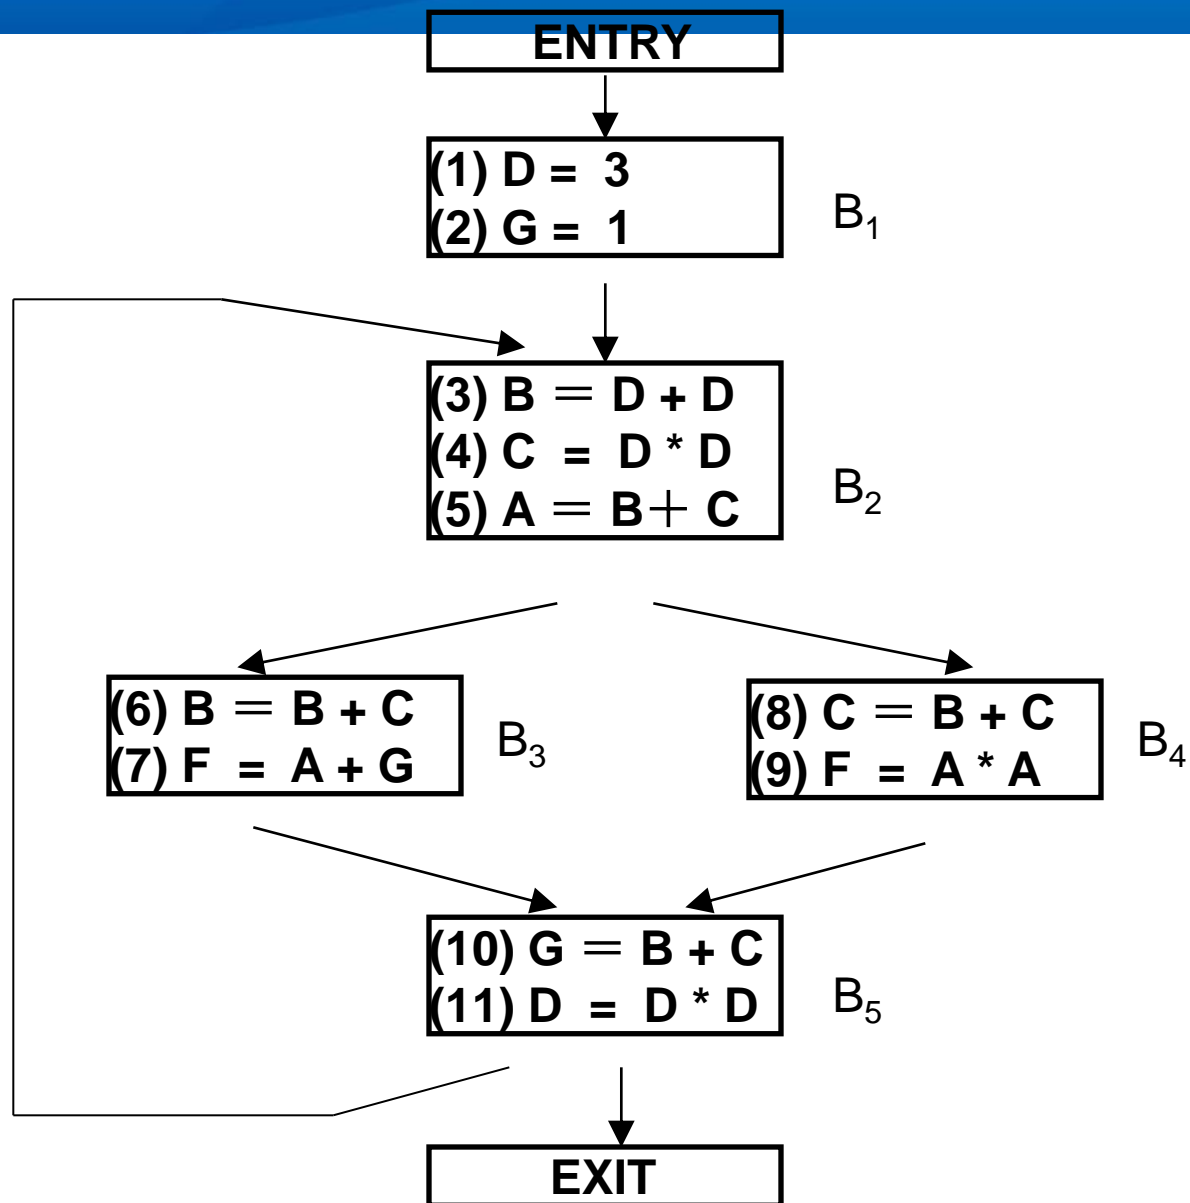 ENTRY
(1) D = 3
(2) G = 1
B₁
(3) B ＝ D + D
(4) C = D * D
(5) A ＝ B＋ C
B₂
(6) B ＝ B + C
(7) F = A + G
B₃
(8) C ＝ B + C
(9) F = A * A
B₄
(10) G ＝ B + C
(11) D = D * D
B₅
EXIT